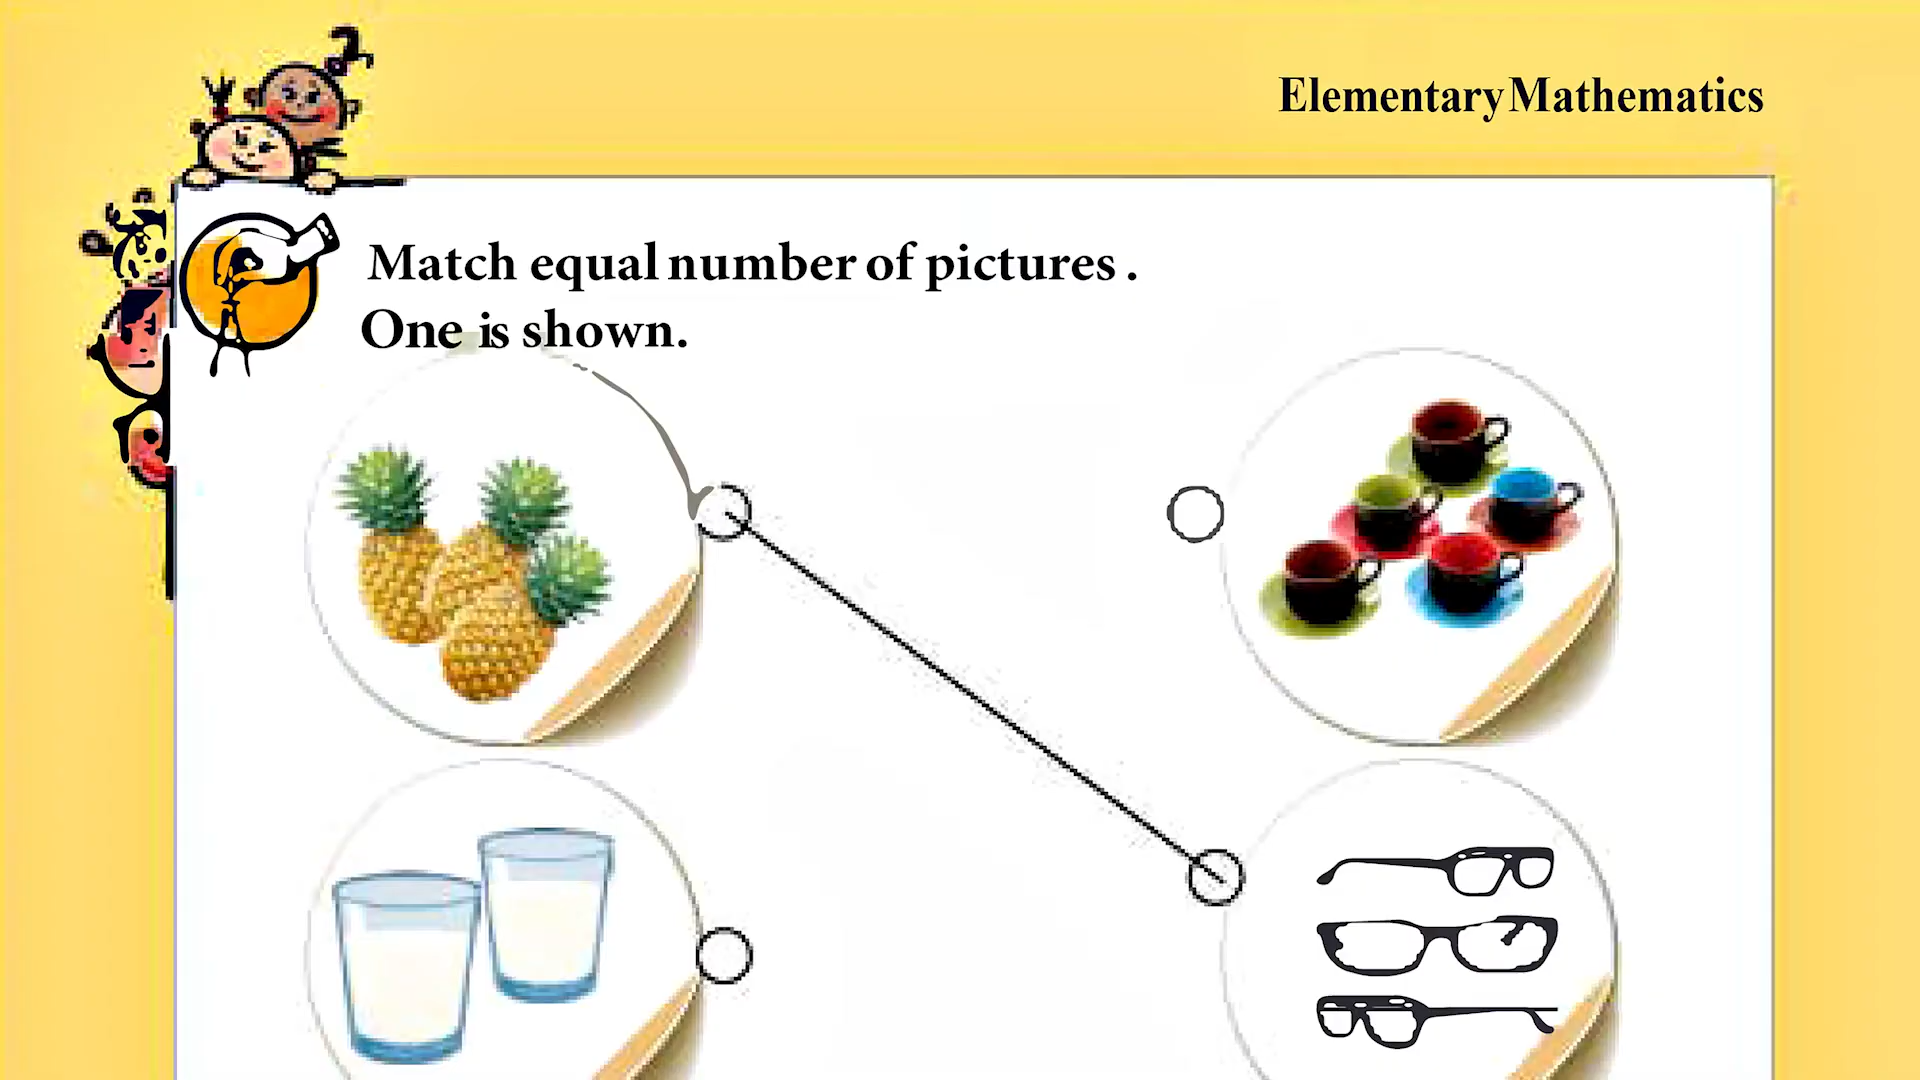 Elementary Mathematics
Match equal number of pictures .
One is shown.